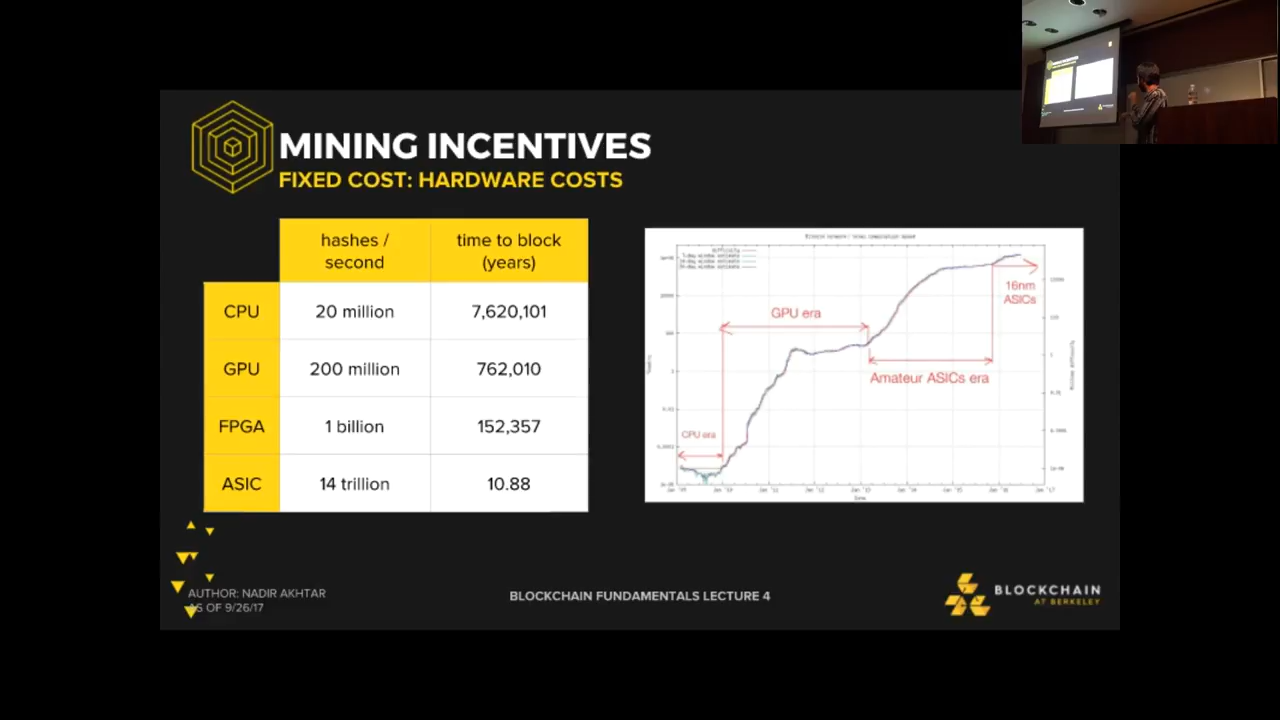 MINING INCENTIVES
FIXED COST: HARDWARE COSTS
hashes /
second
time to block
(years)
CPU
20 million
7,620,101
GPU
200 million
762,010
FPGA
1 billion
152,357
ASIC
14 trillion
10.88
GPU era
16nm
ASICs
Amateur ASICs era
CPU era
AUTHOR: NADIR AKHTAR
AS OF 9/26/17
BLOCKCHAIN FUNDAMENTALS LECTURE 4
BLOCKCHAIN
AT BERKELEY
MINING INCENTIVES